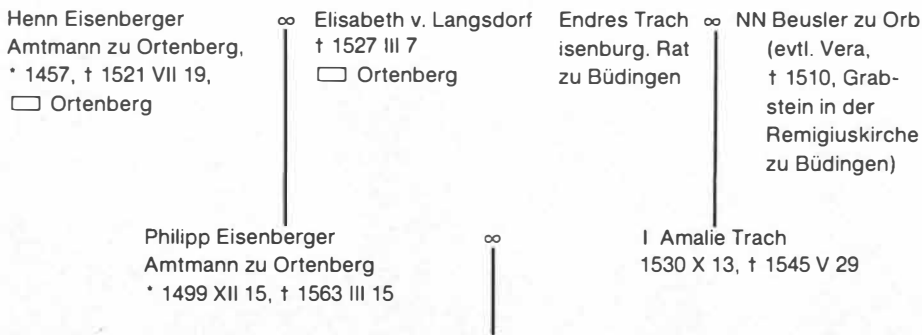 Henn Eisenberger
Amtmann zu Ortenberg,
* 1457, † 1521 VII 19,
▭ Ortenberg
∞
Elisabeth v. Langsdorf
† 1527 III 7
▭ Ortenberg
Endres Trach
isenburg. Rat
zu Büdingen
∞
NN Beusler zu Orb
(evtl. Vera,
† 1510, Grab-
stein in der
Remigiuskirche
zu Büdingen)
Philipp Eisenberger
Amtmann zu Ortenberg
* 1499 XII 15, † 1563 III 15
∞
I Amalie Trach
1530 X 13, † 1545 V 29